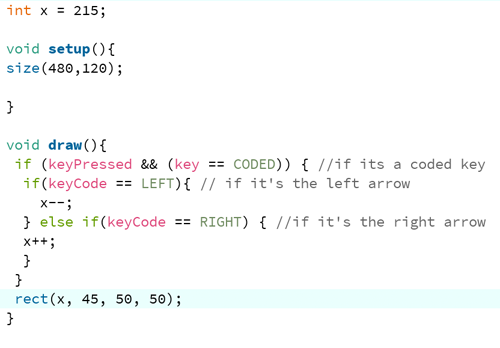 int x = 215;
void setup(){
size(480,120);
}
void draw(){
if (keyPressed && (key == CODED)) { //if its a coded key
if(keyCode == LEFT){ // if it's the left arrow
x--;
} else if(keyCode == RIGHT) { //if it's the right arrow
x++;
}
}
rect(x, 45, 50, 50);
}